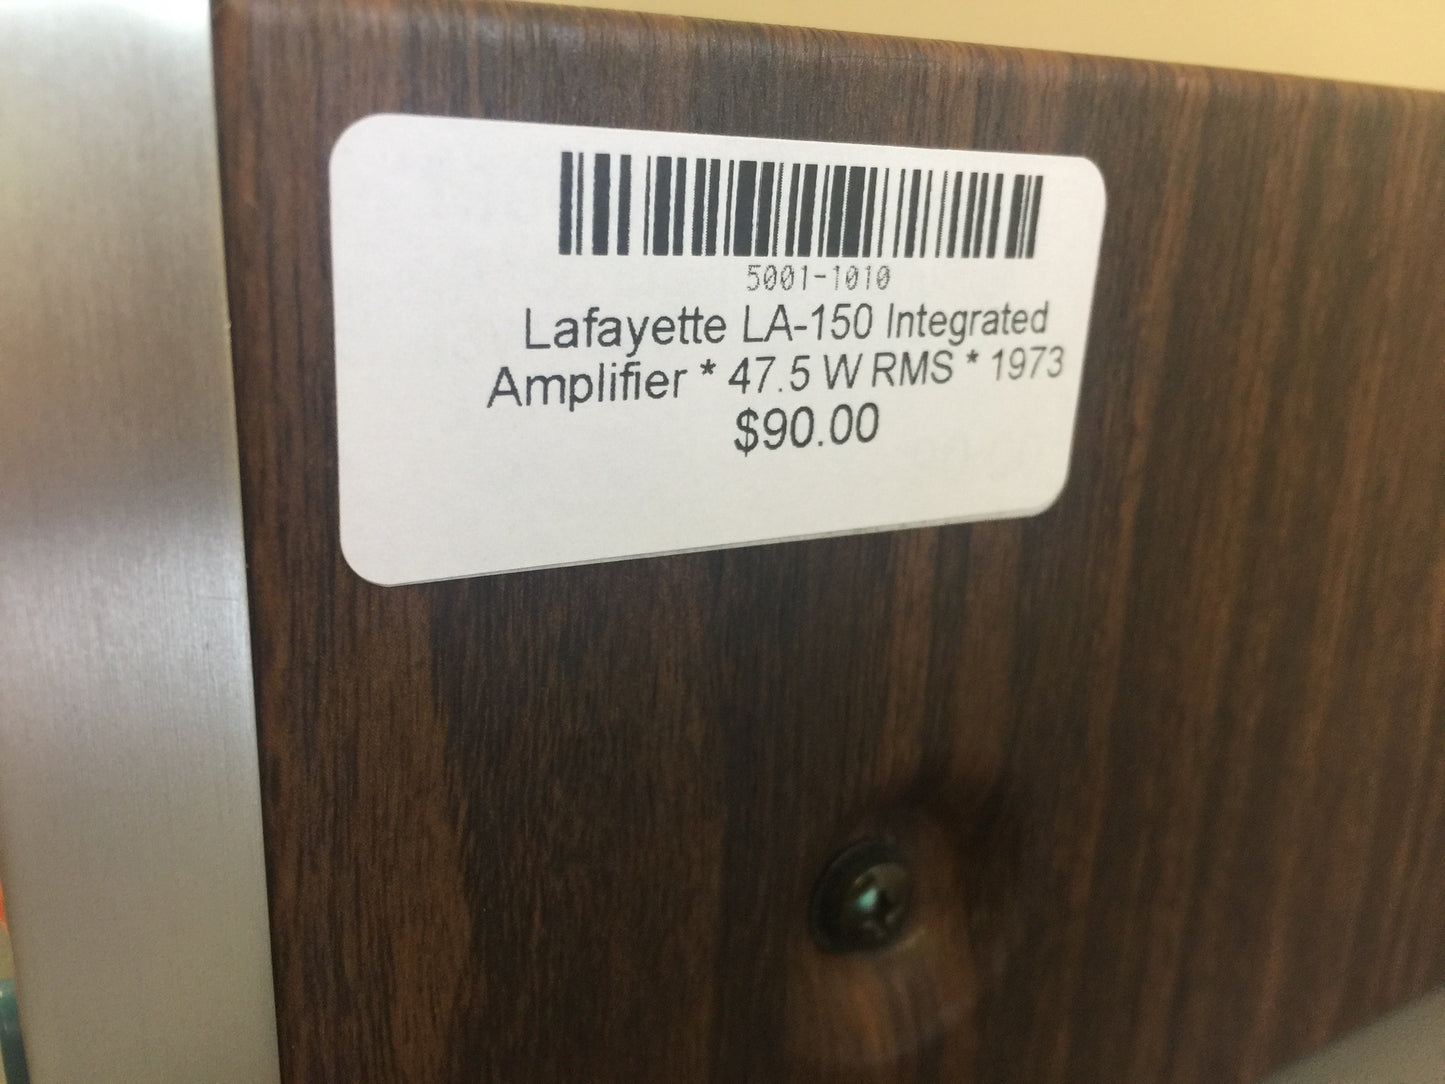 5001-1010
Lafayette LA-150 Integrated
Amplifier * 47.5 W RMS * 1973
$90.00